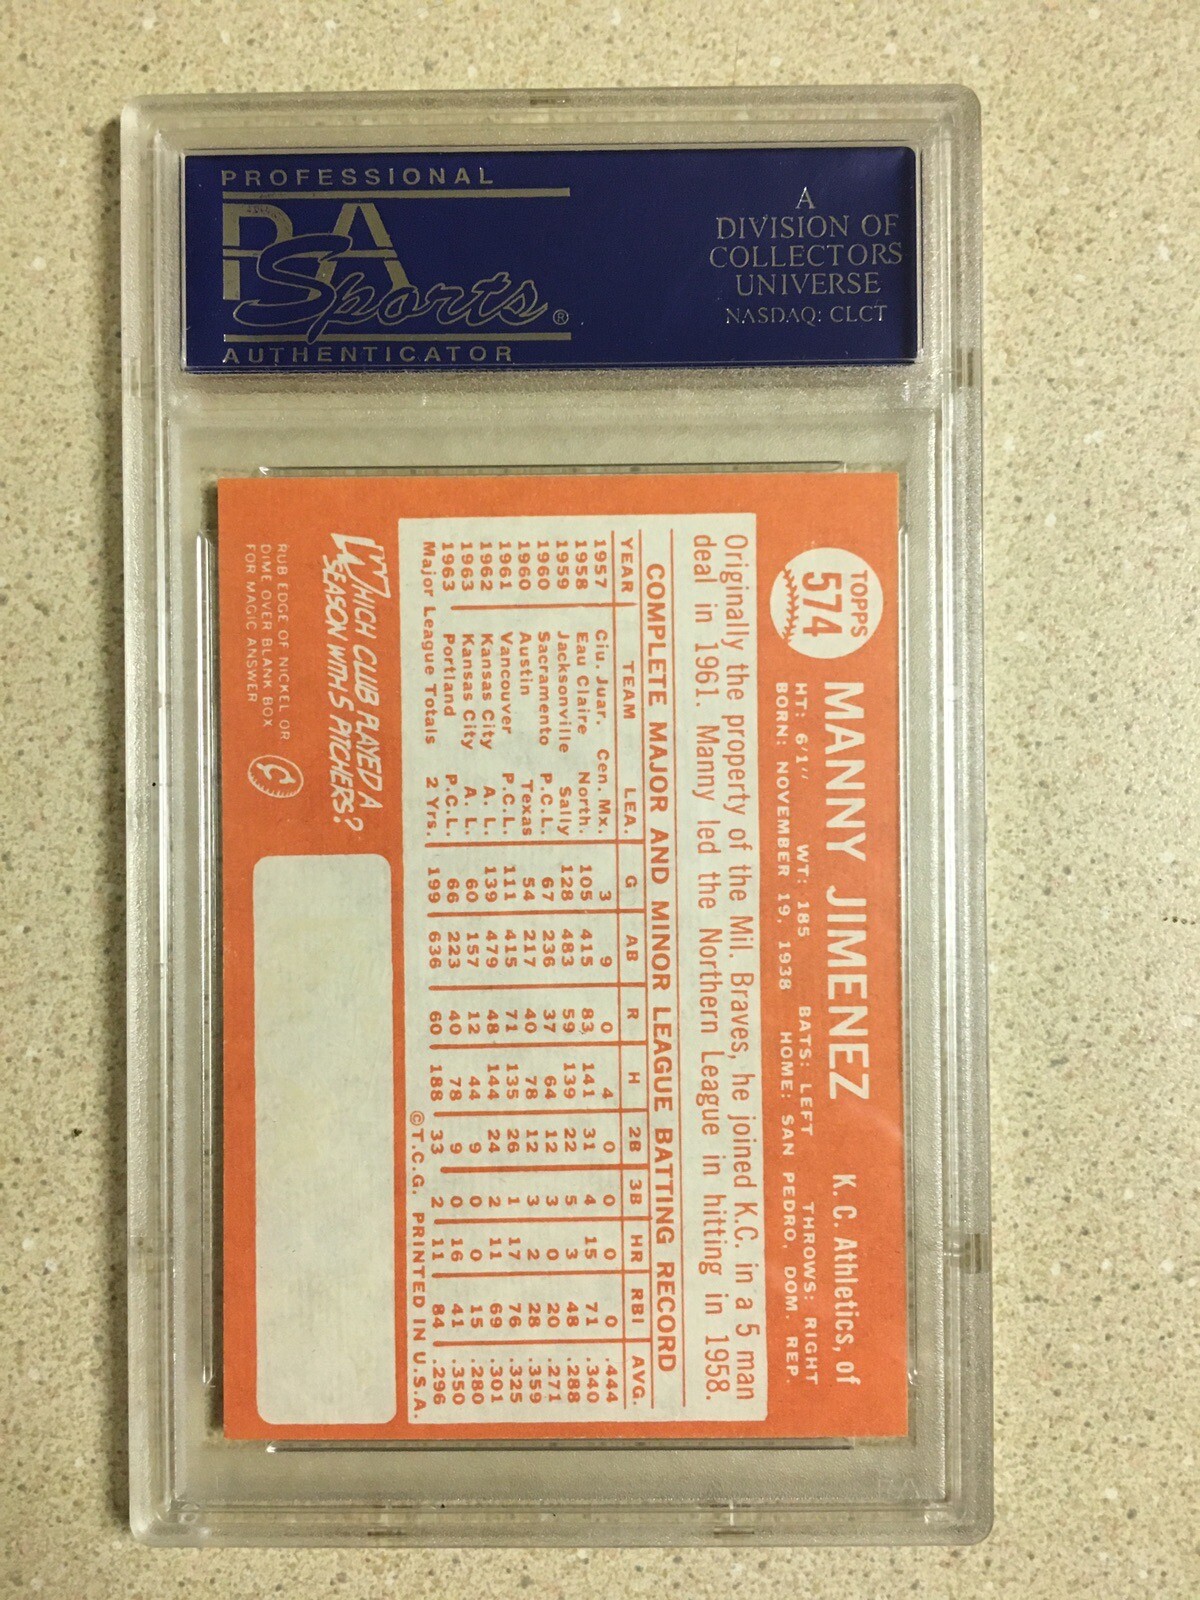 PROFESSIONAL
PSA
Sports®
AUTHENTICATOR
A
DIVISION OF
COLLECTORS
UNIVERSE
NASDAQ: CLCT
TOPPS
574
MANNY JIMENEZ K. C. Athletics, of
HT: 6'1" WT: 185 BATS: LEFT THROWS: RIGHT
BORN: NOVEMBER 19, 1938 HOME: SAN PEDRO, DOM. REP.
Originally the property of the Mil. Braves, he joined K.C. in a 5 man
deal in 1961. Manny led the Northern League in hitting in 1958.
COMPLETE MAJOR AND MINOR LEAGUE BATTING RECORD
YEAR TEAM LEA. G AB R H 2B 3B HR RBI AVG.
1957 Ciu. Juar. Cen. Mx. 3 9 0 4 0 0 0 0 .444
1958 Eau Claire North. 105 415 83 141 31 4 15 71 .340
1959 Jacksonville Sally 128 483 59 139 22 5 3 48 .288
1960 Sacramento P.C.L. 67 236 37 64 12 3 0 20 .271
1960 Austin Texas 54 217 40 78 12 3 2 28 .359
1961 Vancouver P.C.L. 111 415 71 135 26 1 17 76 .325
1962 Kansas City A. L. 139 479 48 144 24 2 11 69 .301
1963 Kansas City A. L. 60 157 12 44 9 0 0 15 .280
1963 Portland P.C.L. 66 223 40 78 9 0 16 41 .350
Major League Totals 2 Yrs. 199 636 60 188 33 2 11 84 .296
©T.C.G. PRINTED IN U.S.A.
WHICH CLUB PLAYED A
SEASON WITH 5 PITCHERS?
RUB EDGE OF NICKEL OR
DIME OVER BLANK BOX
FOR MAGIC ANSWER